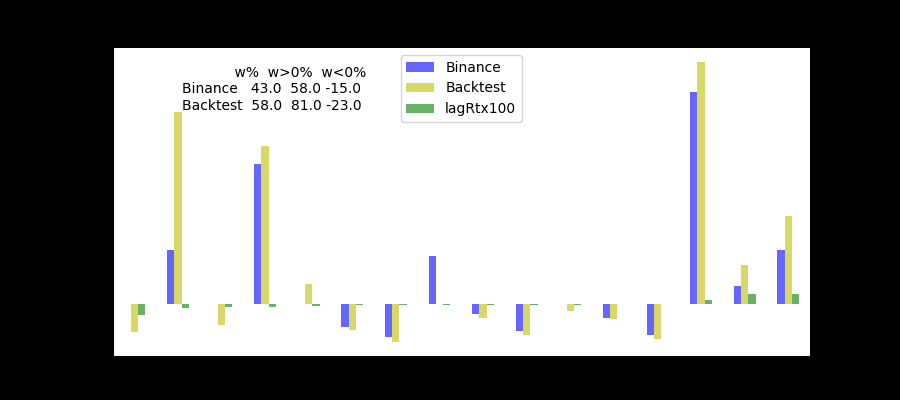 w% w>0% w<0%
Binance 43.0 58.0 -15.0
Backtest 58.0 81.0 -23.0
Binance
Backtest
lagRtx100